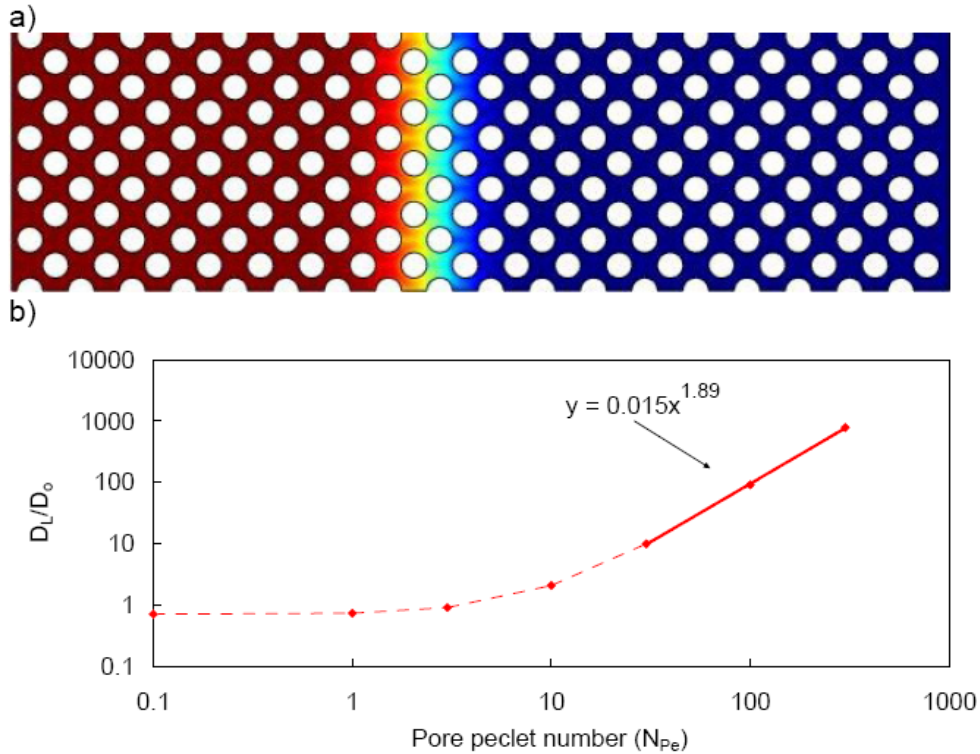 a)
b)
10000
1000
100
10
1
0.1
D_L/D_o
y = 0.015x^1.89
0.1 1 10 100 1000
Pore peclet number (N_Pe)